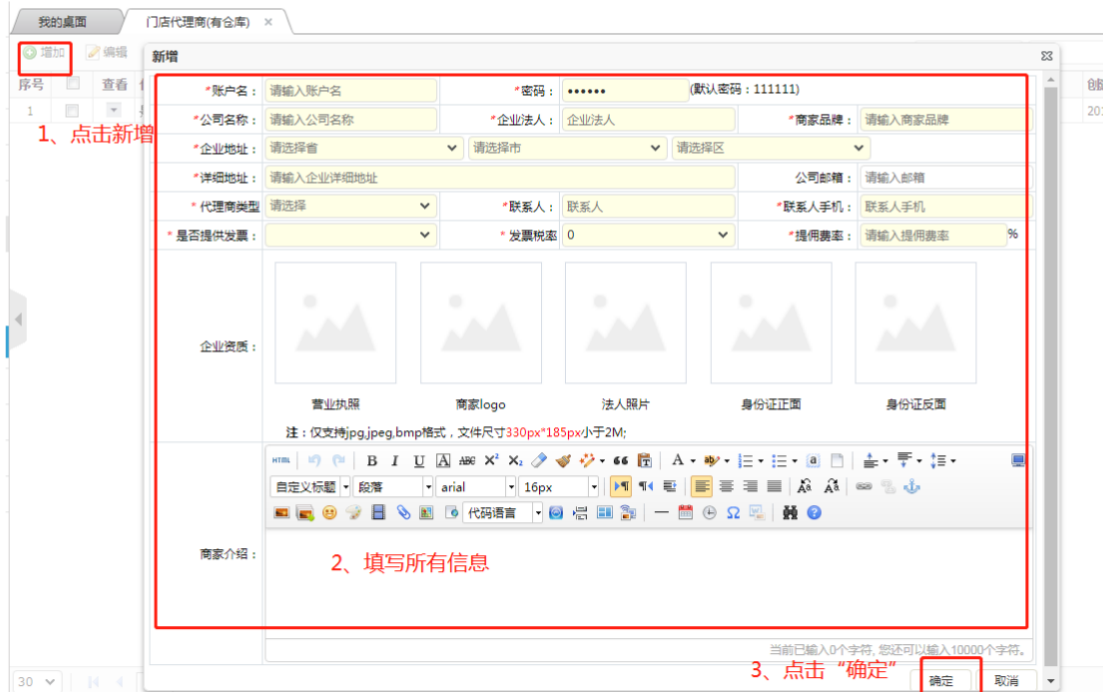 我的桌面 门店代理商(有仓库) ×
增加 编辑
新增
序号 查看
1
1、点击新增
*账户名： 请输入账户名 *密码： •••••• (默认密码：111111)
*公司名称： 请输入公司名称 *企业法人： 企业法人 *商家品牌： 请输入商家品牌
*企业地址： 请选择省 请选择市 请选择区
*详细地址： 请输入企业详细地址 公司邮箱： 请输入邮箱
* 代理商类型 请选择 *联系人： 联系人 *联系人手机： 联系人手机
* 是否提供发票： * 发票税率 0 *提佣费率： 请输入提佣费率 %
企业资质：
营业执照 商家logo 法人照片 身份证正面 身份证反面
注：仅支持jpg,jpeg,bmp格式，文件尺寸330px*185px小于2M;
HTML B I U A ABC X² X₂ A
自定义标题 段落 arial 16px
代码语言
商家介绍：
2、填写所有信息
当前已输入0个字符, 您还可以输入10000个字符。
3、点击“确定”
30 确定 取消